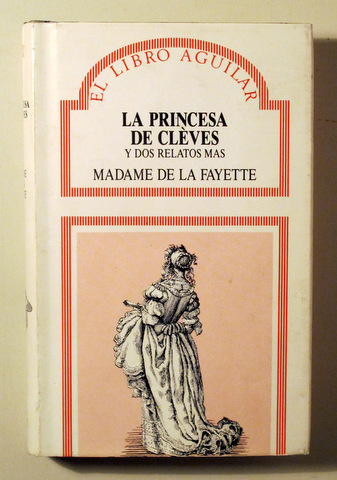 EL LIBRO AGUILAR
LA PRINCESA
DE CLÈVES
Y DOS RELATOS MAS
MADAME DE LA FAYETTE